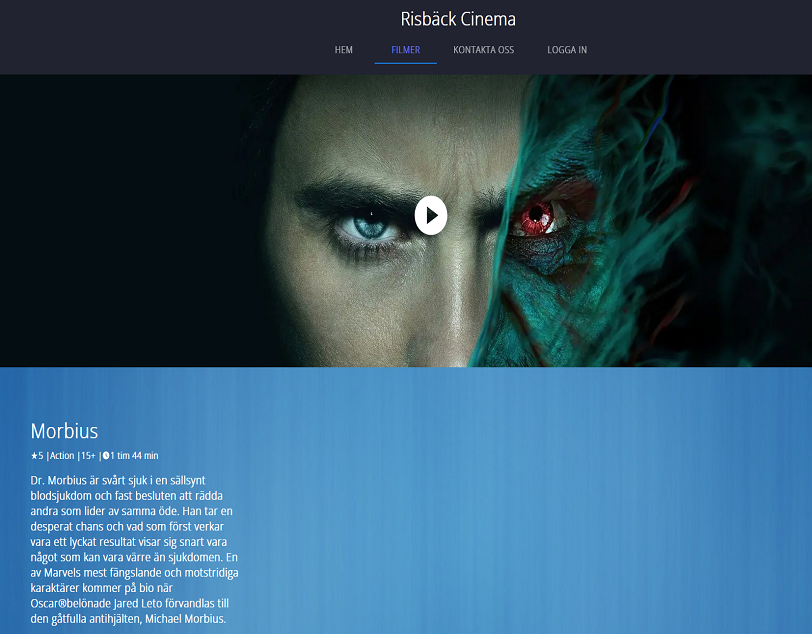 Risbäck Cinema
HEM FILMER KONTAKTA OSS LOGGA IN
Morbius
★5 |Action |15+ |🕒1 tim 44 min
Dr. Morbius är svårt sjuk i en sällsynt
blodsjukdom och fast besluten att rädda
andra som lider av samma öde. Han tar en
desperat chans och vad som först verkar
vara ett lyckat resultat visar sig snart vara
något som kan vara värre än sjukdomen. En
av Marvels mest fängslande och motstridiga
karaktärer kommer på bio när
Oscar®belönade Jared Leto förvandlas till
den gåtfulla antihjälten, Michael Morbius.